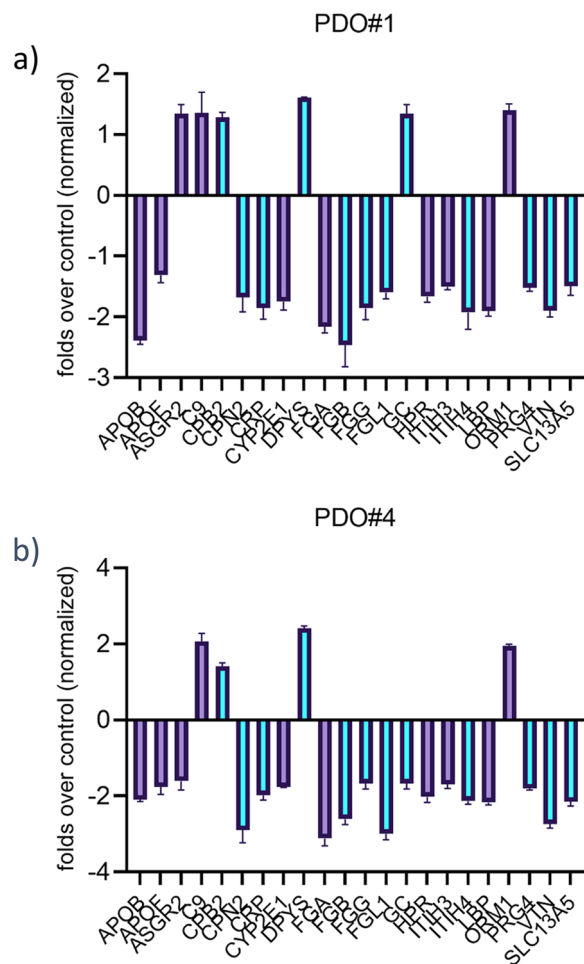 PDO#1
a)
folds over control (normalized)
2
1
0
-1
-2
-3
APOB
APOF
ASGR2
C9
CPB2
CPN2
CRP
CYP2E1
DPYS
FGA
FGB
FGG
FGL1
GC
HPR
ITIH3
ITIH4
LBP
ORM1
PRG4
VTN
SLC13A5
PDO#4
b)
folds over control (normalized)
4
2
0
-2
-4
APOB
APOF
ASGR2
C9
CPB2
CPN2
CRP
CYP2E1
DPYS
FGA
FGB
FGG
FGL1
GC
HPR
ITIH3
ITIH4
LBP
ORM1
PRG4
VTN
SLC13A5